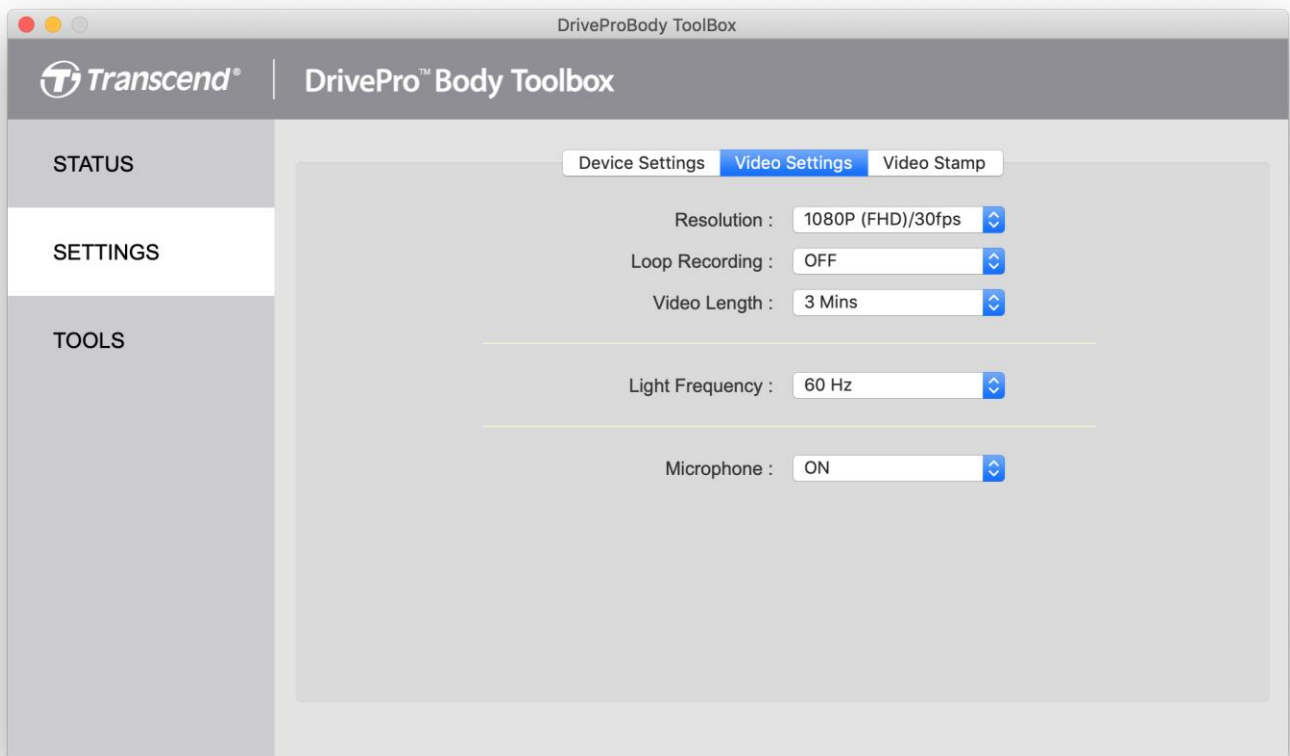 DriveProBody ToolBox
Transcend® DrivePro™ Body Toolbox
STATUS
SETTINGS
TOOLS
Device Settings Video Settings Video Stamp
Resolution : 1080P (FHD)/30fps
Loop Recording : OFF
Video Length : 3 Mins
Light Frequency : 60 Hz
Microphone : ON